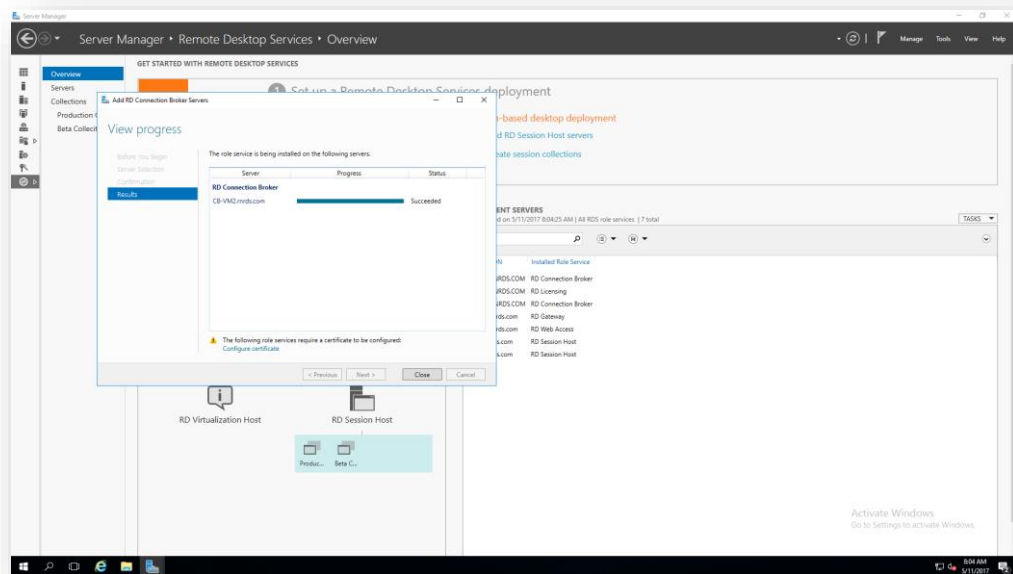 Server Manager
Server Manager • Remote Desktop Services • Overview
Manage Tools View Help
GET STARTED WITH REMOTE DESKTOP SERVICES
Overview
Servers
Collections
Production
Beta Collecti
Set up a Remote Desktop Services deployment
-based desktop deployment
d RD Session Host servers
eate session collections
Add RD Connection Broker Servers
View progress
Before You Begin
Server Selection
Confirmation
Results
The role service is being installed on the following servers.
Server Progress Status
RD Connection Broker
CB-VM2.nvrds.com Succeeded
The following role services require a certificate to be configured:
Configure certificate
< Previous Next > Close Cancel
ENT SERVERS
d on 5/11/2017 8:04:25 AM | All RDS role services | 7 total
TASKS
Installed Role Service
RDS.COM RD Connection Broker
RDS.COM RD Licensing
RDS.COM RD Connection Broker
rds.com RD Gateway
rds.com RD Web Access
s.com RD Session Host
s.com RD Session Host
RD Virtualization Host RD Session Host
Produc... Beta C...
Activate Windows
Go to Settings to activate Windows.
8:04 AM
5/11/2017